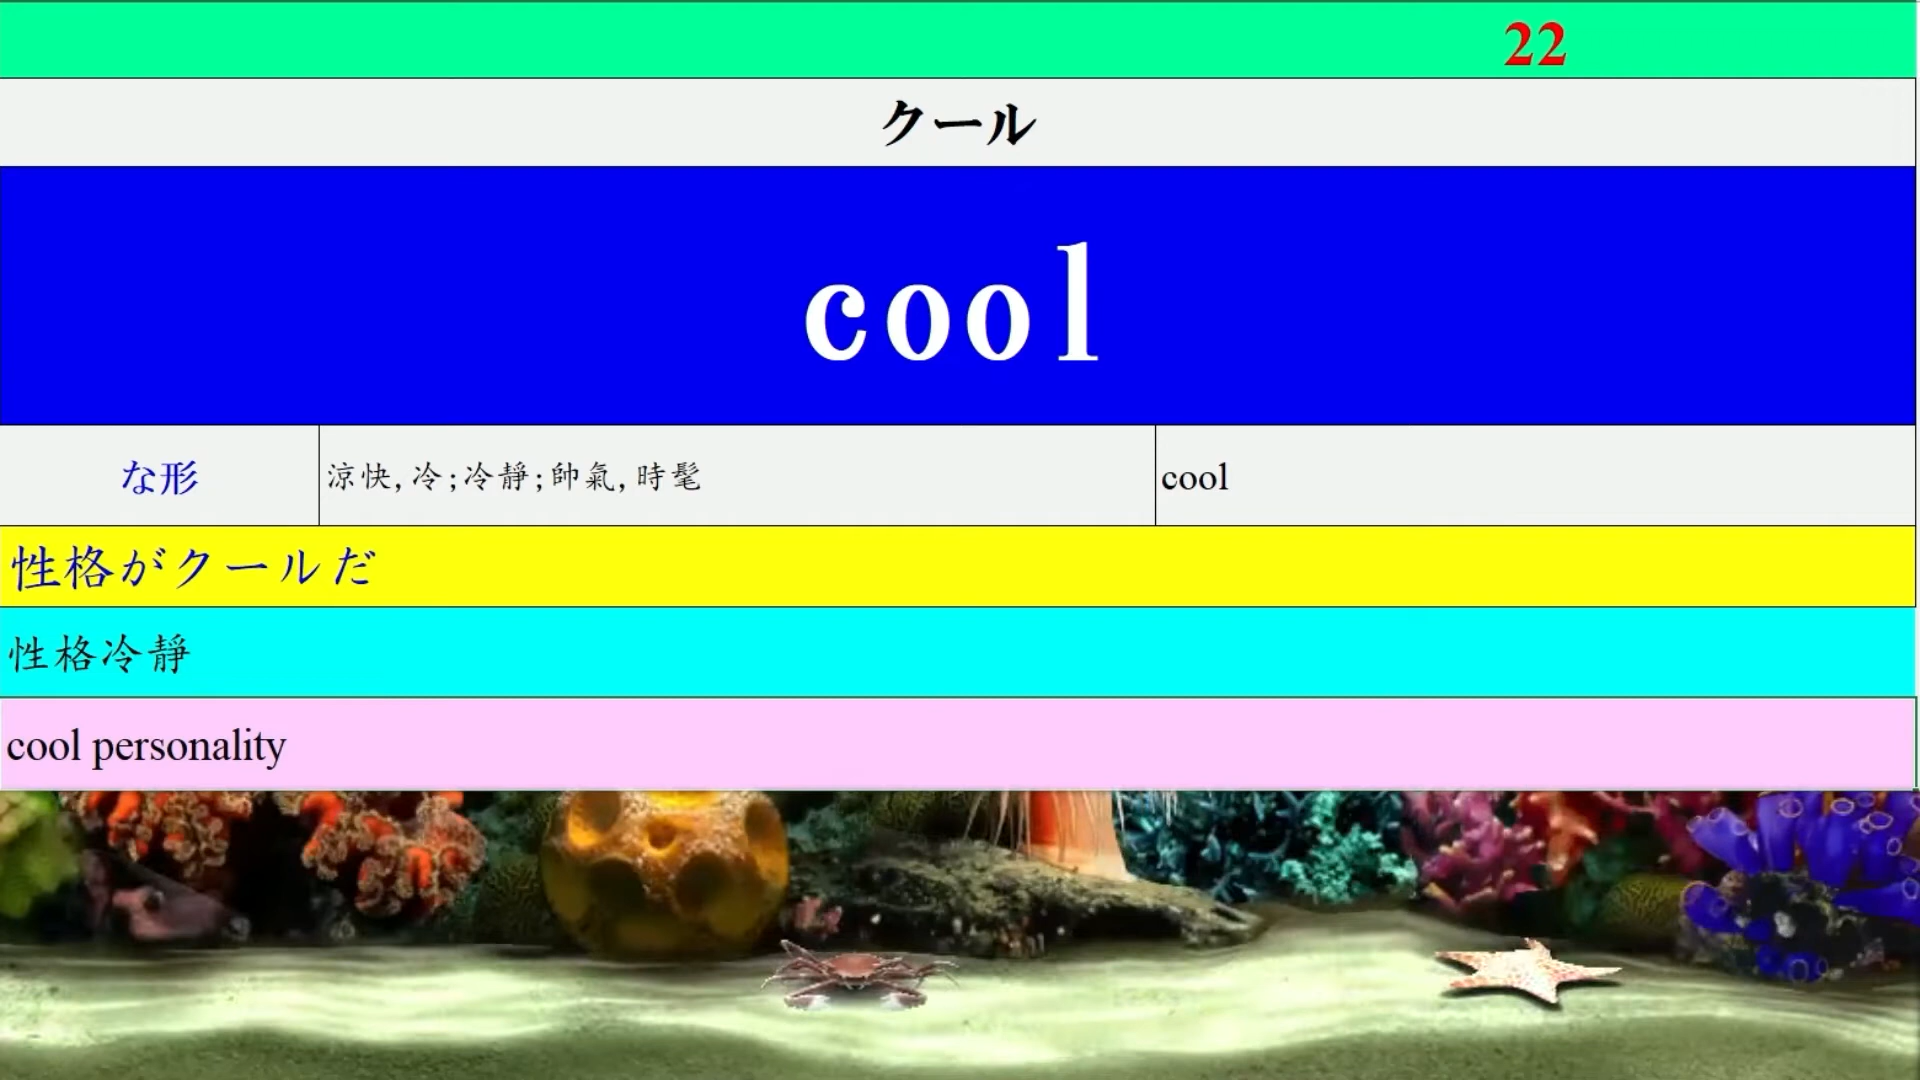 22
クール
cool
な形
涼快,冷;冷靜;帥氣,時髦
cool
性格がクールだ
性格冷靜
cool personality